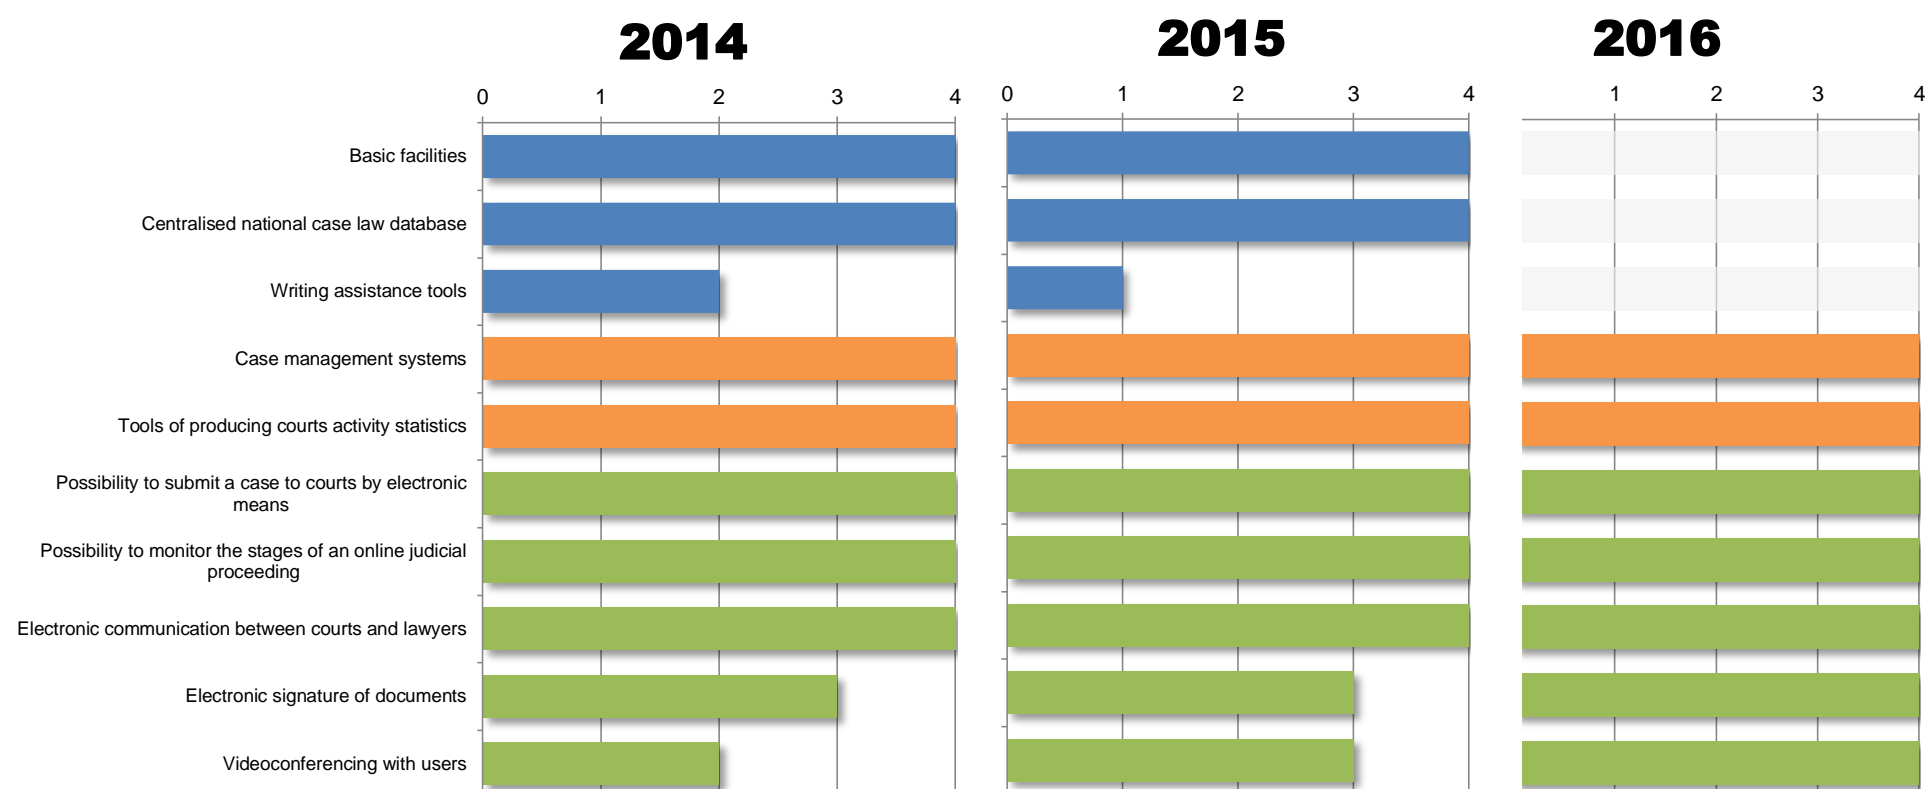 2014
2015
2016
0 1 2 3 4
0 1 2 3 4
1 2 3 4
Basic facilities
Centralised national case law database
Writing assistance tools
Case management systems
Tools of producing courts activity statistics
Possibility to submit a case to courts by electronic
means
Possibility to monitor the stages of an online judicial
proceeding
Electronic communication between courts and lawyers
Electronic signature of documents
Videoconferencing with users